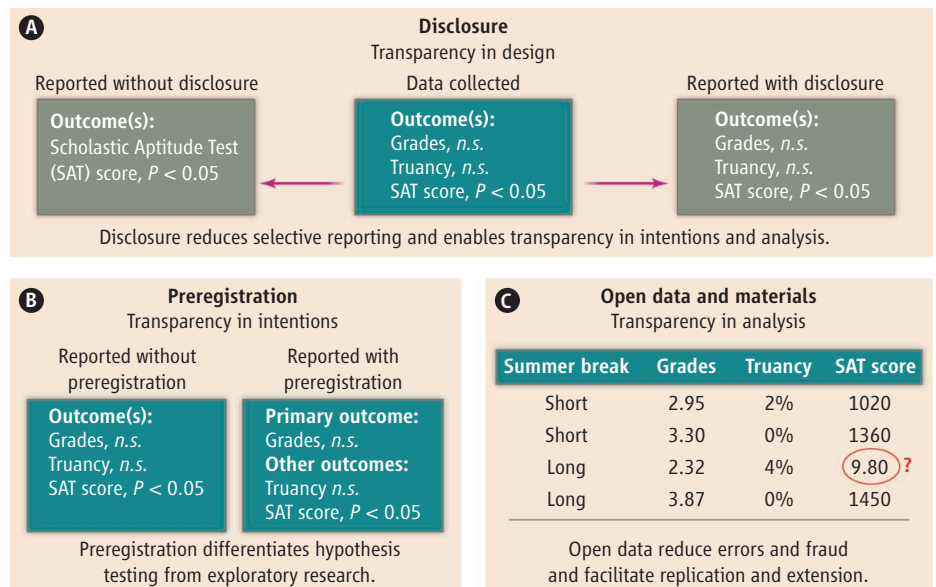 A
Disclosure
Transparency in design
Reported without disclosure
Outcome(s):
Scholastic Aptitude Test
(SAT) score, P < 0.05
Data collected
Outcome(s):
Grades, n.s.
Truancy, n.s.
SAT score, P < 0.05
Reported with disclosure
Outcome(s):
Grades, n.s.
Truancy, n.s.
SAT score, P < 0.05
Disclosure reduces selective reporting and enables transparency in intentions and analysis.
B
Preregistration
Transparency in intentions
Reported without
preregistration
Outcome(s):
Grades, n.s.
Truancy, n.s.
SAT score, P < 0.05
Reported with
preregistration
Primary outcome:
Grades, n.s.
Other outcomes:
Truancy n.s.
SAT score, P < 0.05
Preregistration differentiates hypothesis
testing from exploratory research.
C
Open data and materials
Transparency in analysis
Summer break Grades Truancy SAT score
Short 2.95 2% 1020
Short 3.30 0% 1360
Long 2.32 4% 9.80 ?
Long 3.87 0% 1450
Open data reduce errors and fraud
and facilitate replication and extension.